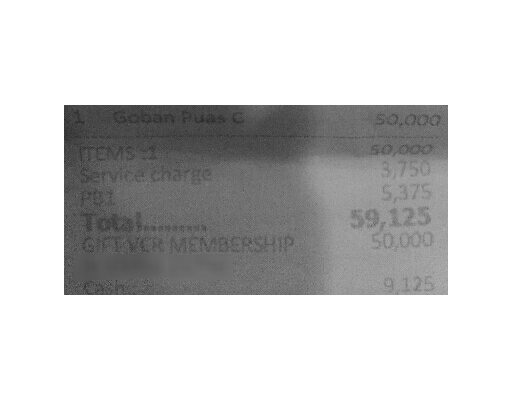 1 Goban Puas C 50,000
ITEMS :1 50,000
Service charge 3,750
PB1 5,375
Total.......... 59,125
GIFT VCR MEMBERSHIP 50,000
Cash 9,125